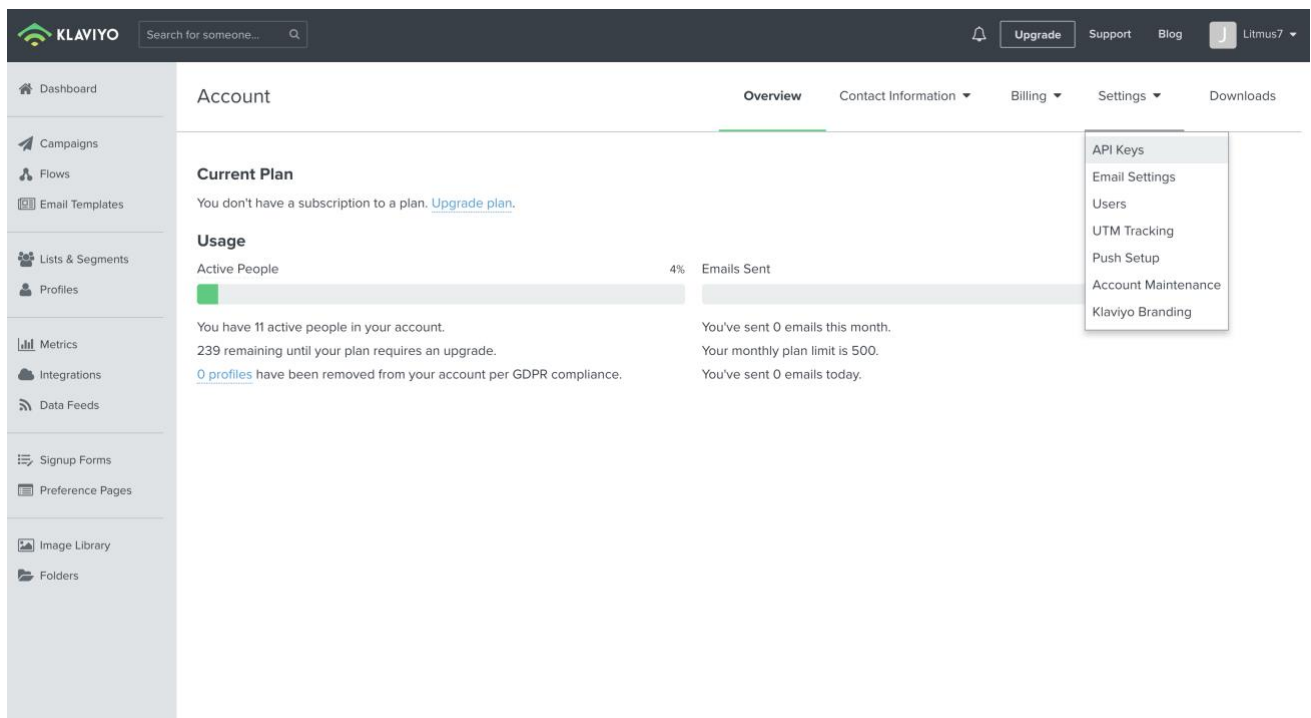 KLAVIYO Search for someone... Upgrade Support Blog J Litmus7
Dashboard
Campaigns
Flows
Email Templates
Lists & Segments
Profiles
Metrics
Integrations
Data Feeds
Signup Forms
Preference Pages
Image Library
Folders
Account Overview Contact Information Billing Settings Downloads
API Keys
Email Settings
Users
UTM Tracking
Push Setup
Account Maintenance
Klaviyo Branding
Current Plan
You don't have a subscription to a plan. Upgrade plan.
Usage
Active People 4%
You have 11 active people in your account.
239 remaining until your plan requires an upgrade.
0 profiles have been removed from your account per GDPR compliance.
Emails Sent
You've sent 0 emails this month.
Your monthly plan limit is 500.
You've sent 0 emails today.